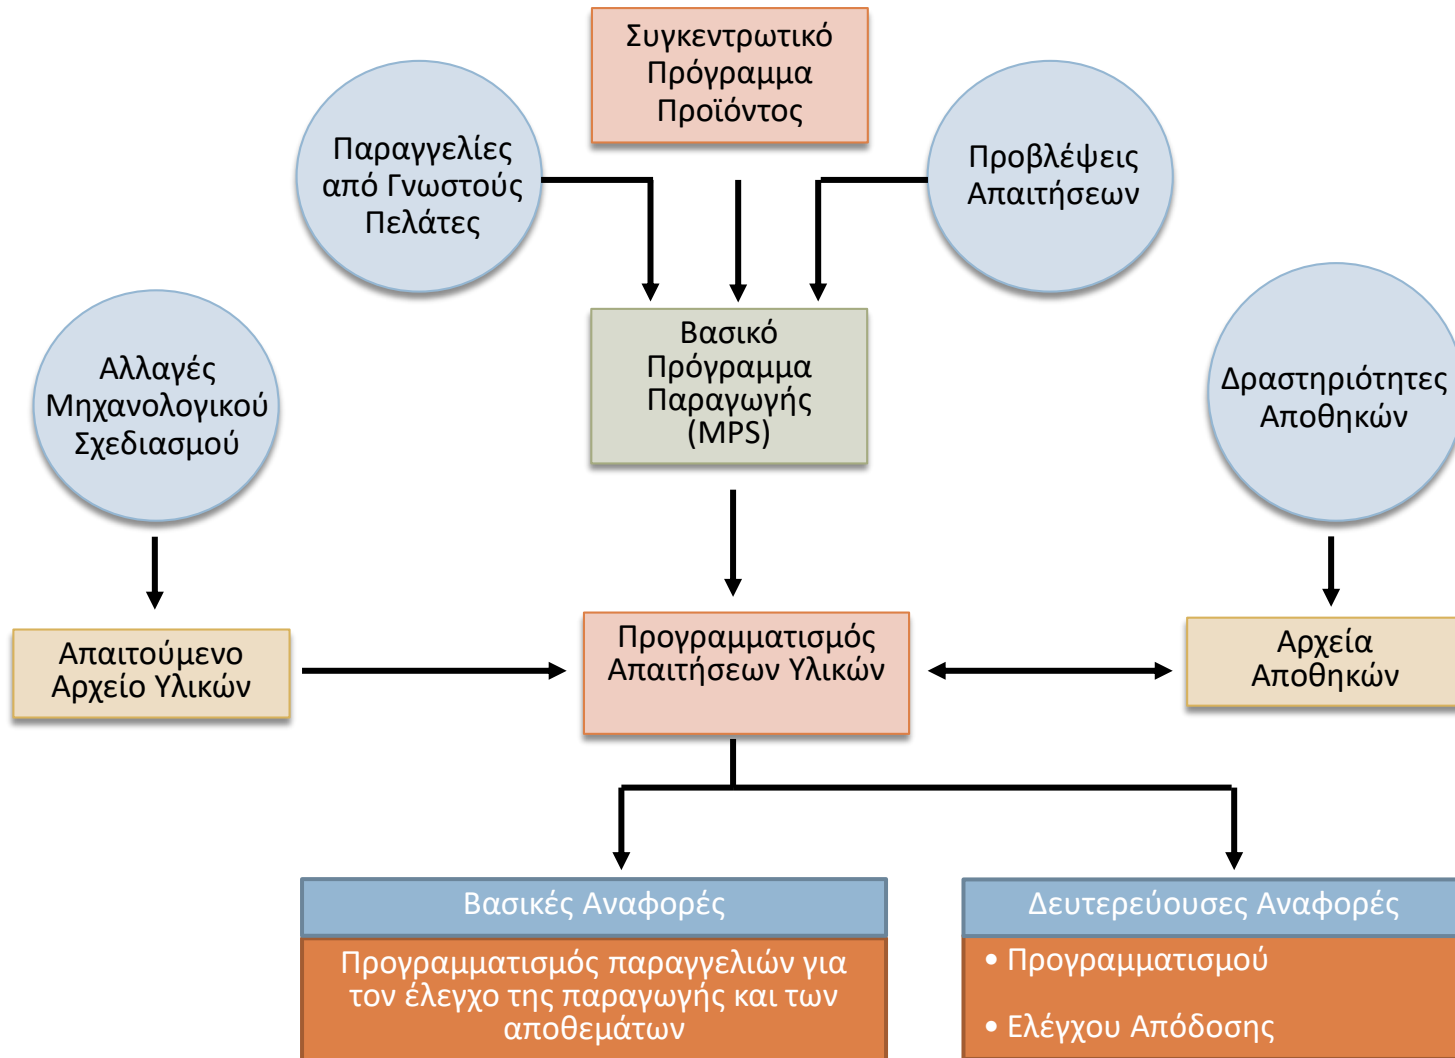 Συγκεντρωτικό
Πρόγραμμα
Προϊόντος
Παραγγελίες
από Γνωστούς
Πελάτες
Προβλέψεις
Απαιτήσεων
Βασικό
Πρόγραμμα
Παραγωγής
(MPS)
Αλλαγές
Μηχανολογικού
Σχεδιασμού
Δραστηριότητες
Αποθηκών
Απαιτούμενο
Αρχείο Υλικών
Προγραμματισμός
Απαιτήσεων Υλικών
Αρχεία
Αποθηκών
Βασικές Αναφορές
Προγραμματισμός παραγγελιών για
τον έλεγχο της παραγωγής και των
αποθεμάτων
Δευτερεύουσες Αναφορές
• Προγραμματισμού
• Ελέγχου Απόδοσης